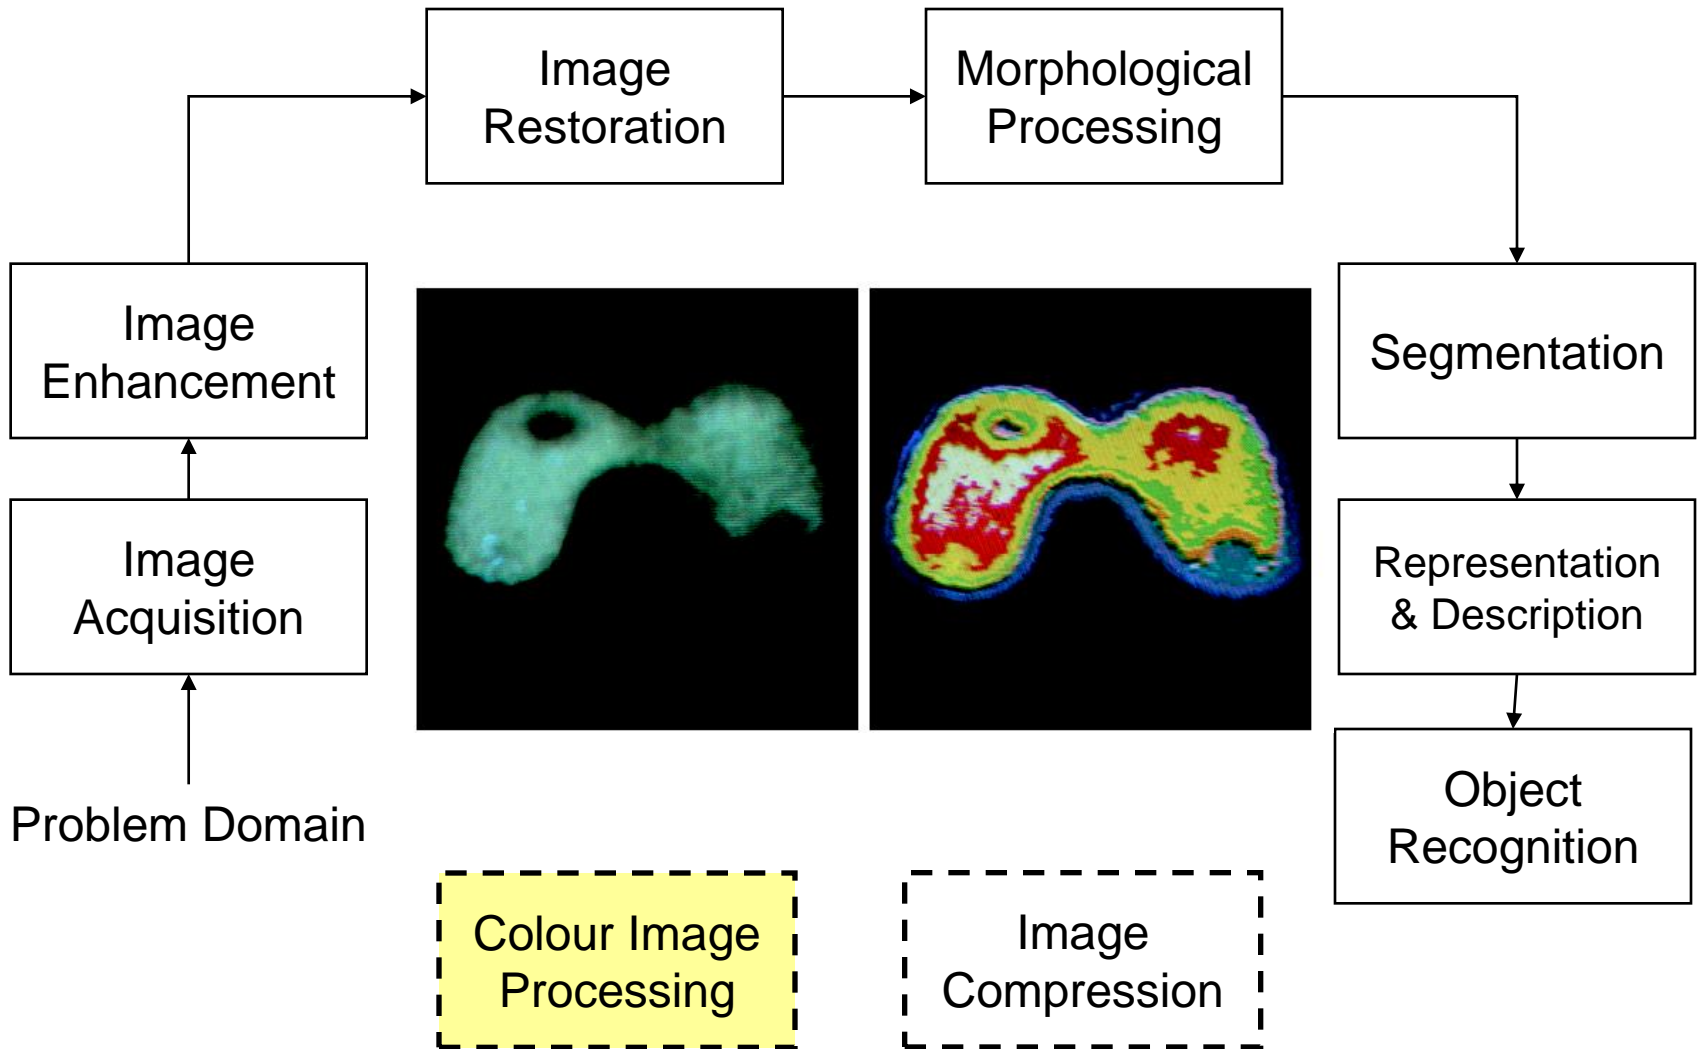 Image
Restoration
Morphological
Processing
Image
Enhancement
Segmentation
Image
Acquisition
Representation
& Description
Problem Domain
Object
Recognition
Colour Image
Processing
Image
Compression